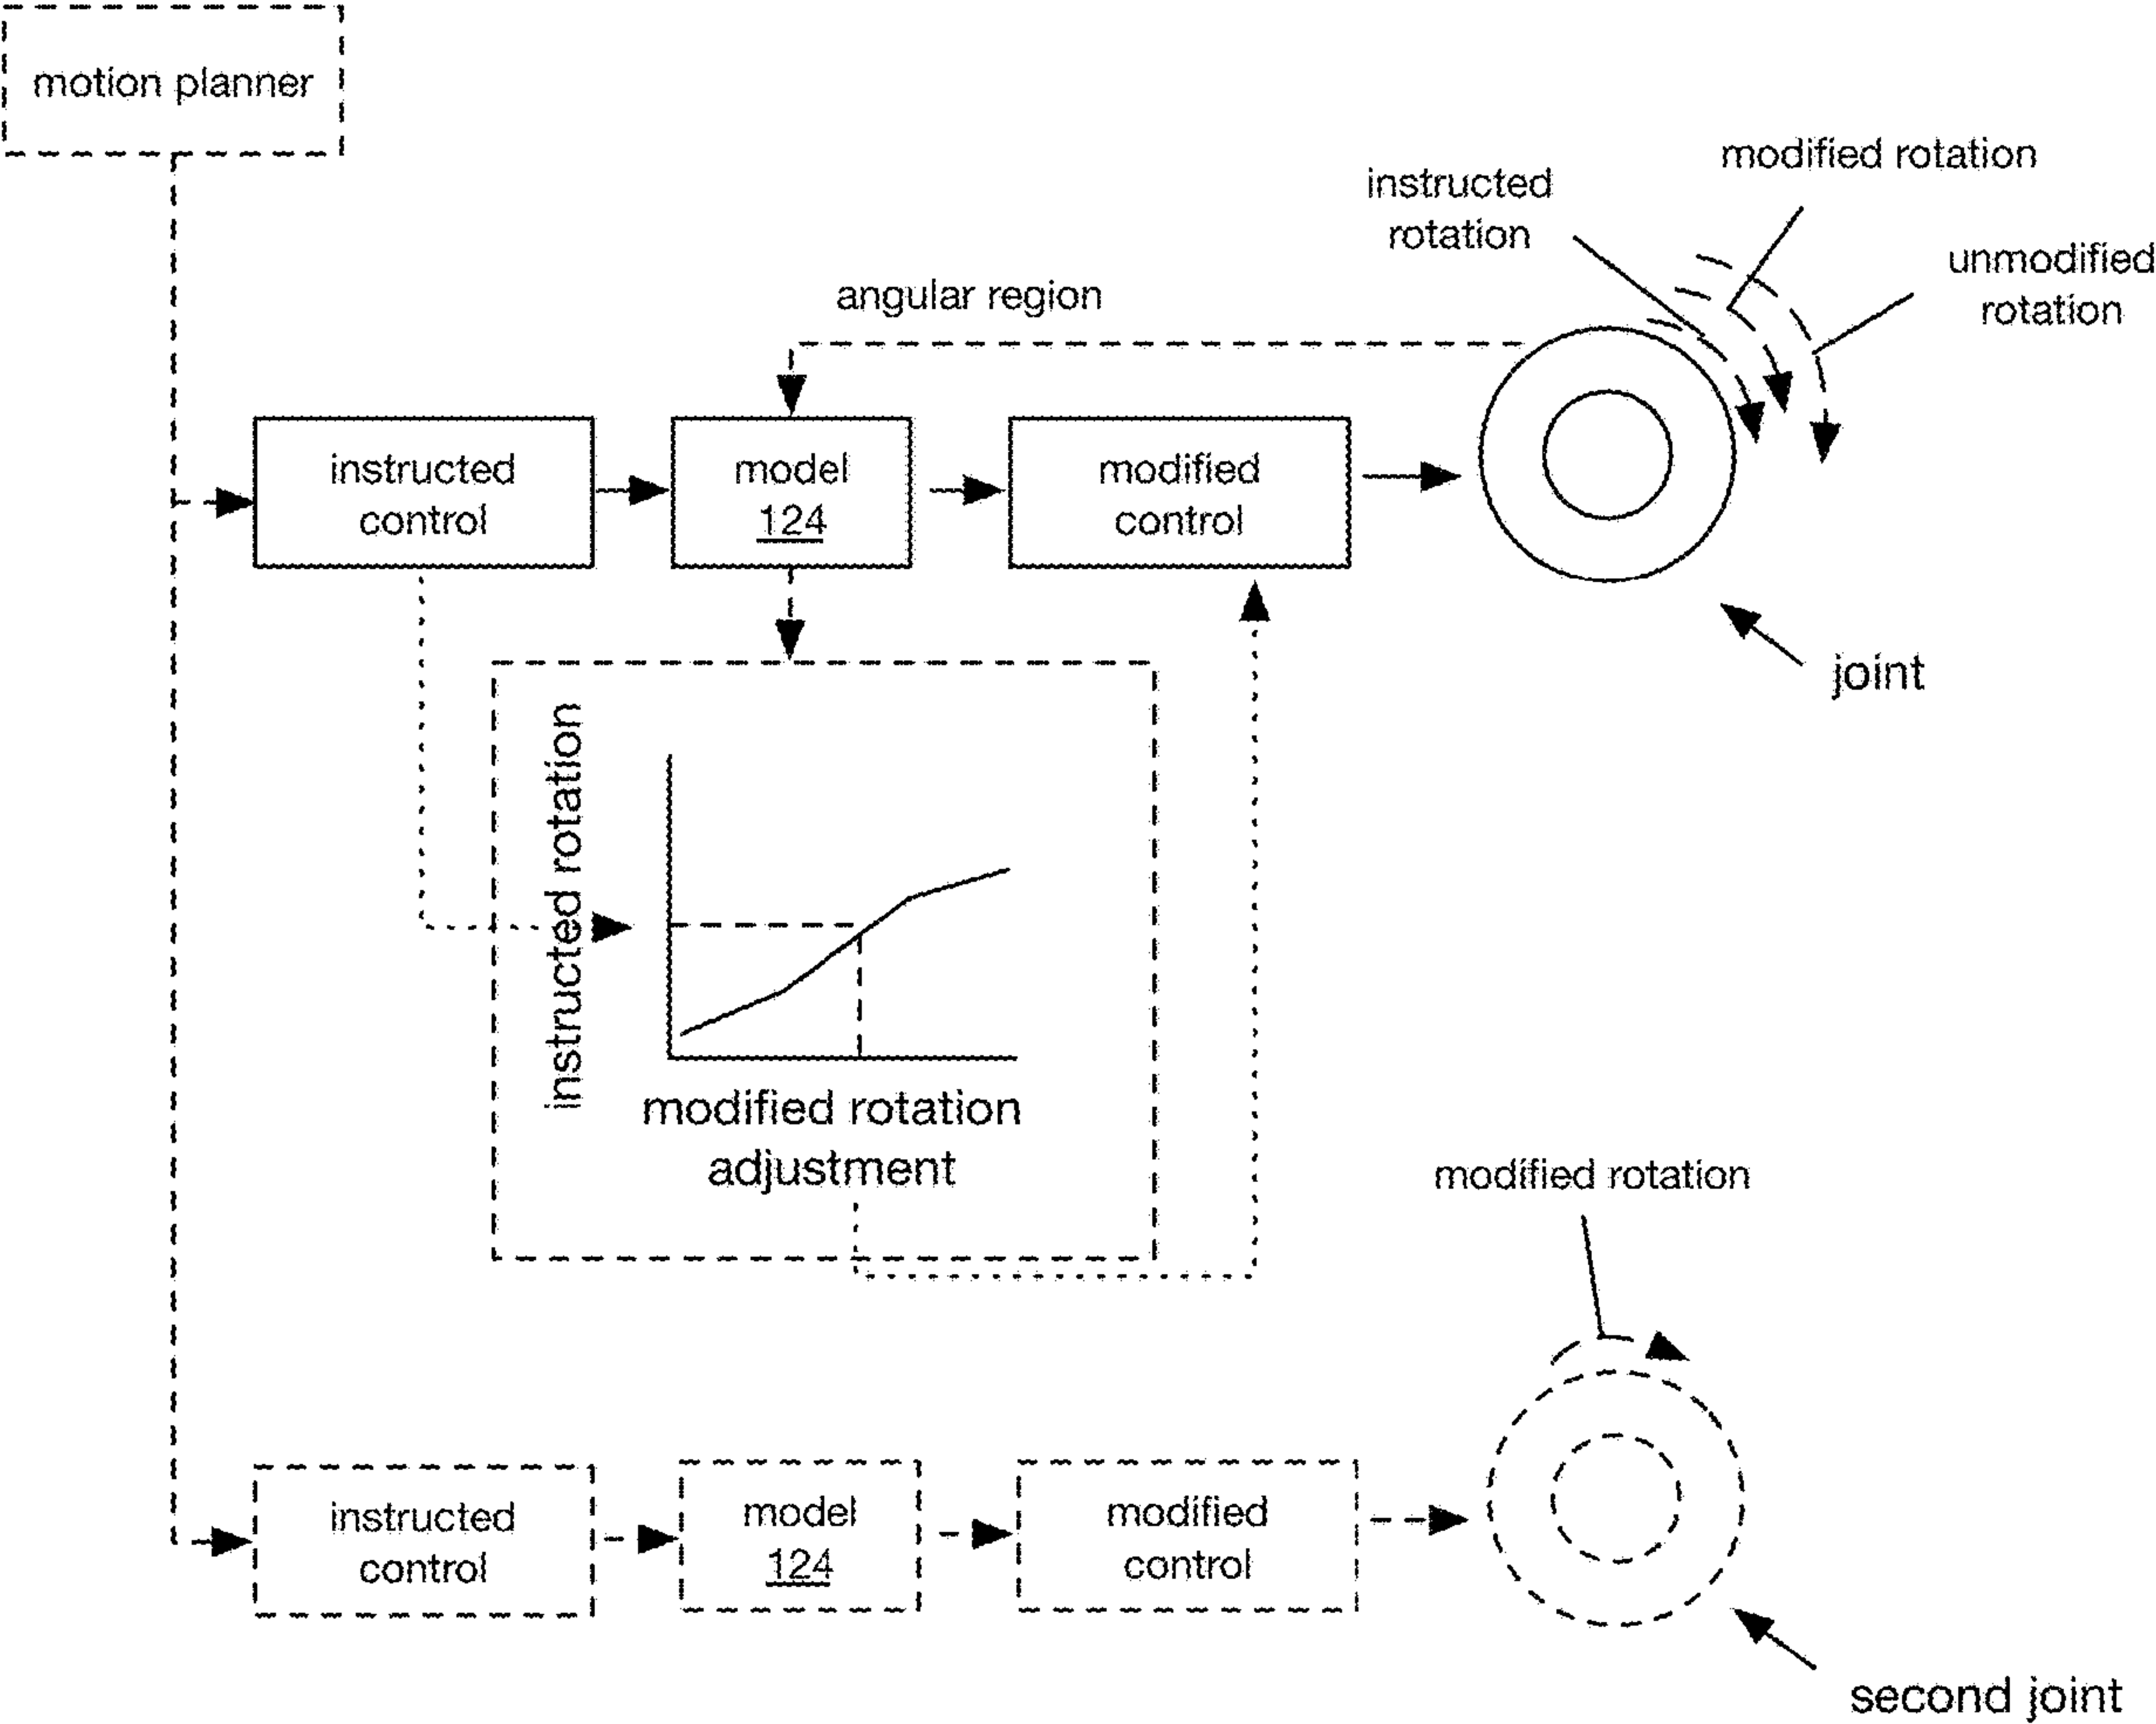 motion planner
modified rotation
instructed
rotation
unmodified
rotation
angular region
instructed
control
model
124
modified
control
joint
instructed rotation
modified rotation
adjustment
modified rotation
instructed
control
model
124
modified
control
second joint